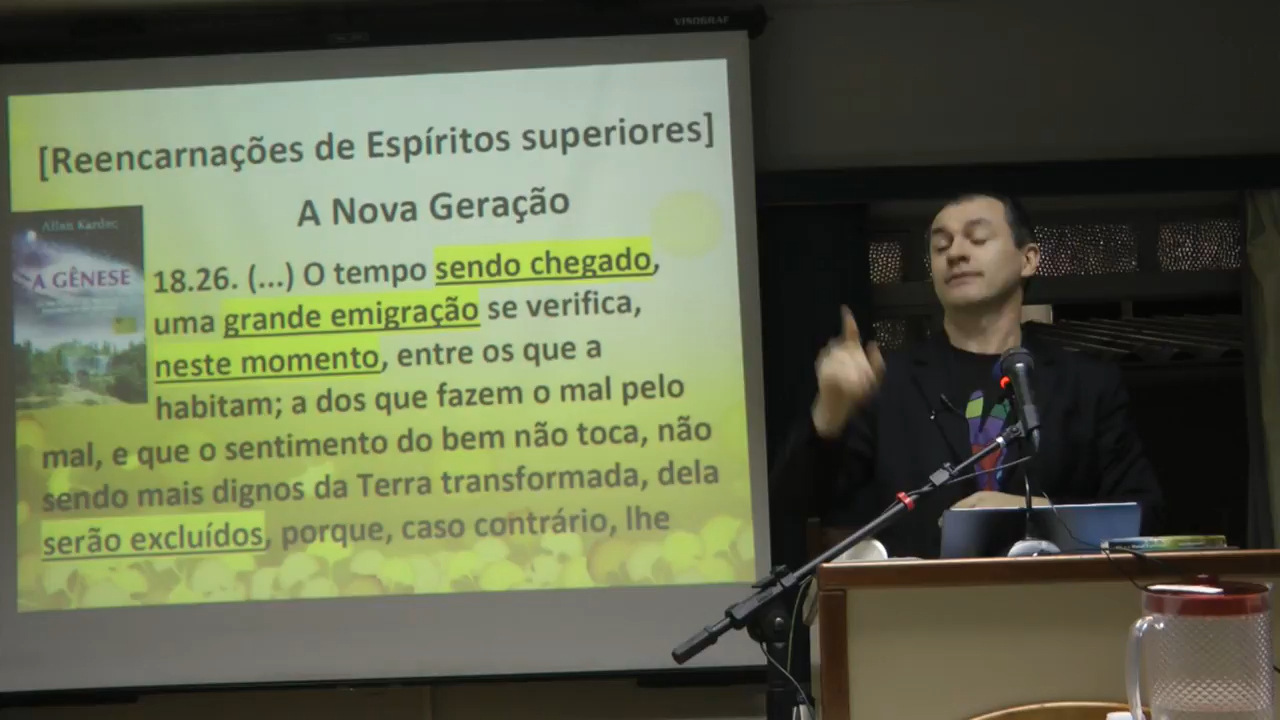 VISOGRAF
[Reencarnações de Espíritos superiores]
A Nova Geração
Allan Kardec
A GÊNESE
18.26. (...) O tempo sendo chegado,
uma grande emigração se verifica,
neste momento, entre os que a
habitam; a dos que fazem o mal pelo
mal, e que o sentimento do bem não toca, não
sendo mais dignos da Terra transformada, dela
serão excluídos, porque, caso contrário, lhe